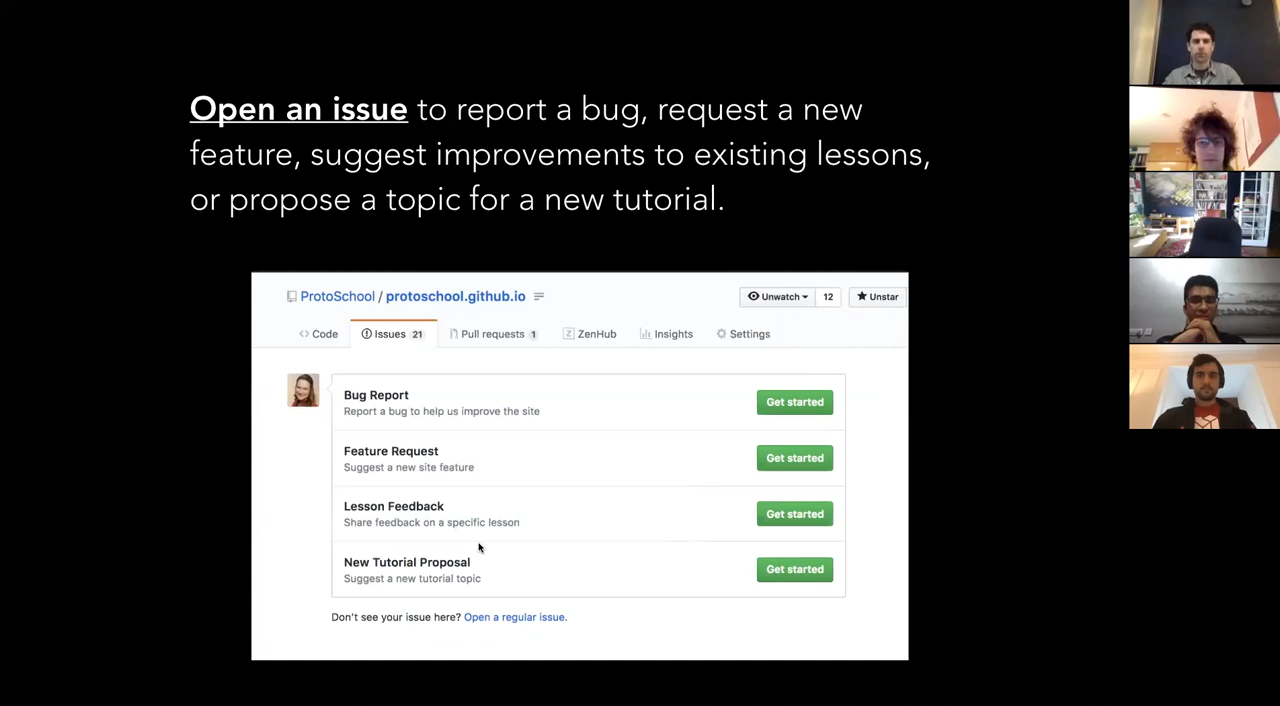 Open an issue to report a bug, request a new
feature, suggest improvements to existing lessons,
or propose a topic for a new tutorial.
ProtoSchool / protoschool.github.io
Unwatch 12 Unstar
Code Issues 21 Pull requests 1 ZenHub Insights Settings
Bug Report
Report a bug to help us improve the site
Get started
Feature Request
Suggest a new site feature
Get started
Lesson Feedback
Share feedback on a specific lesson
Get started
New Tutorial Proposal
Suggest a new tutorial topic
Get started
Don't see your issue here? Open a regular issue.